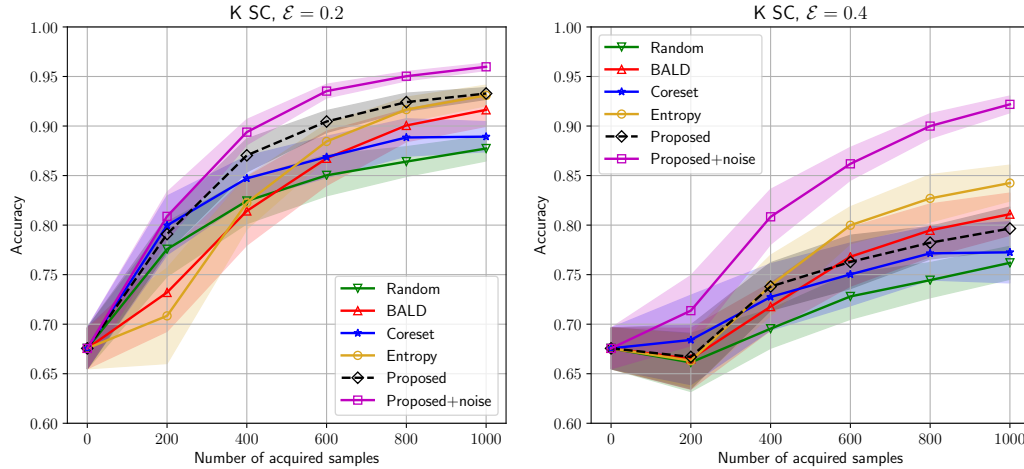 K SC, ℰ = 0.2
1.00
0.95
0.90
0.85
0.80
0.75
0.70
0.65
0.60
Accuracy
Random
BALD
Coreset
Entropy
Proposed
Proposed+noise
0 200 400 600 800 1000
Number of acquired samples
K SC, ℰ = 0.4
1.00
0.95
0.90
0.85
0.80
0.75
0.70
0.65
0.60
Accuracy
Random
BALD
Coreset
Entropy
Proposed
Proposed+noise
0 200 400 600 800 1000
Number of acquired samples